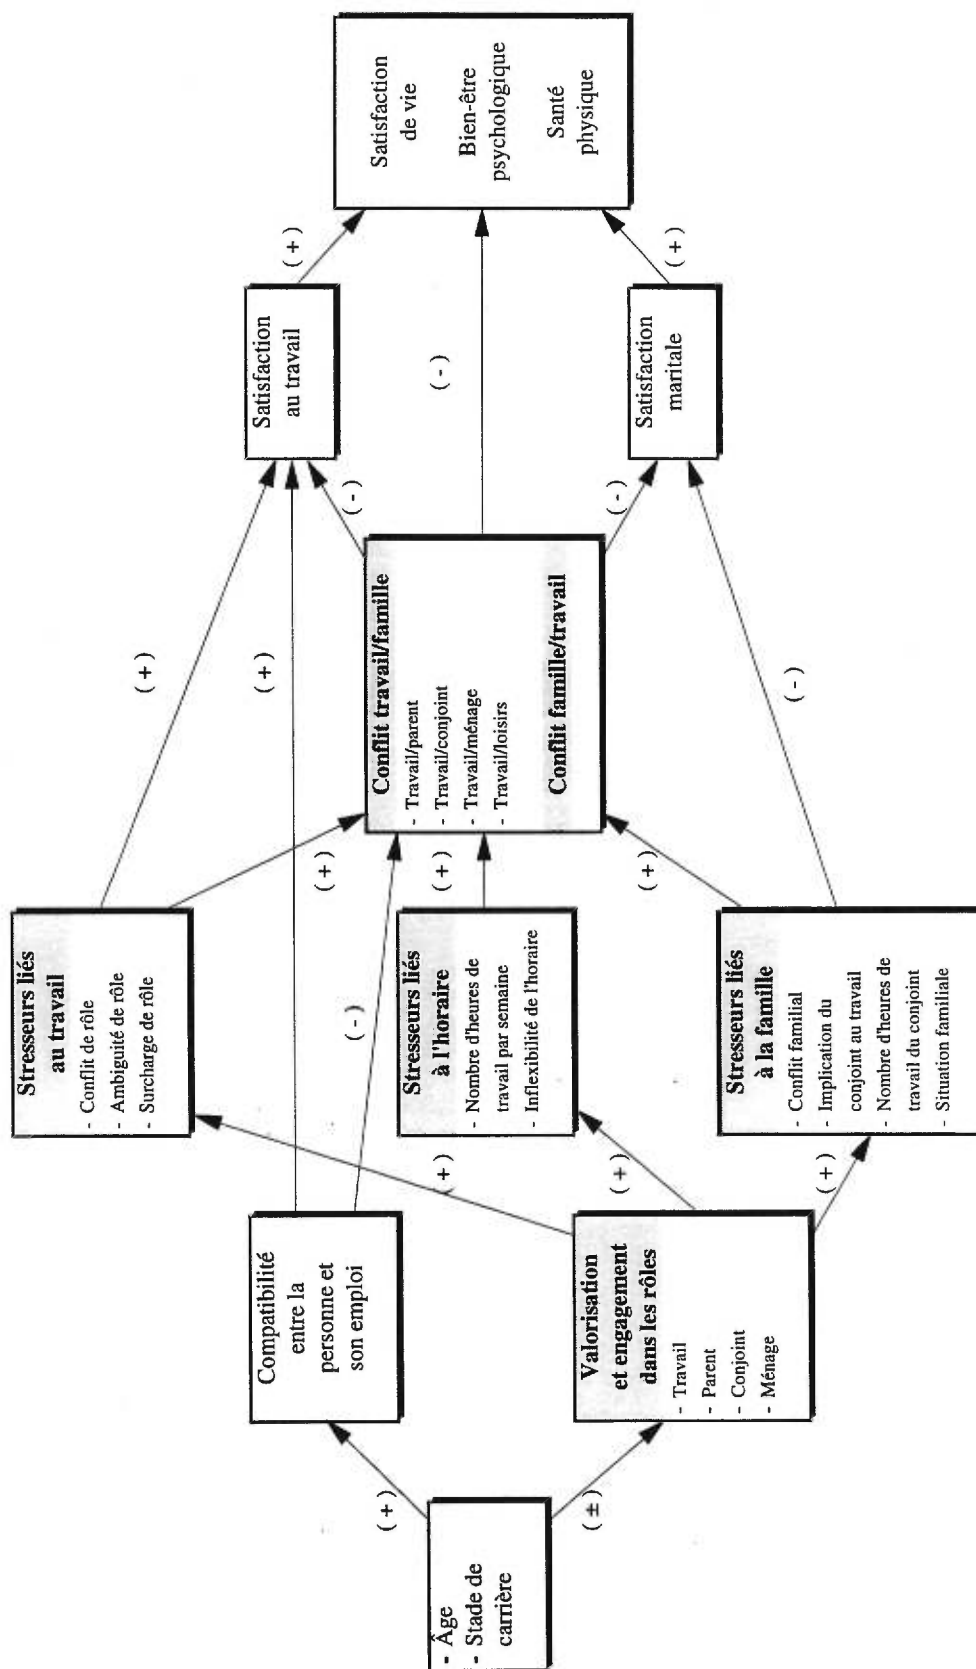 - Âge
- Stade de
carrière
(+)
(±)
Compatibilité
entre la
personne et
son emploi
Valorisation
et engagement
dans les rôles
- Travail
- Parent
- Conjoint
- Ménage
(+)
(+)
(+)
Stresseurs liés
au travail
- Conflit de rôle
- Ambiguité de rôle
- Surcharge de rôle
(-)
Stresseurs liés
à l'horaire
- Nombre d'heures de
travail par semaine
- Inflexibilité de l'horaire
Stresseurs liés
à la famille
- Conflit familial
- Implication du
conjoint au travail
- Nombre d'heures de
travail du conjoint
- Situation familiale
(+)
(+)
(+)
(+)
(+)
(-)
Conflit travail/famille
- Travail/parent
- Travail/conjoint
- Travail/ménage
- Travail/loisirs
Conflit famille/travail
(-)
(-)
(-)
Satisfaction
au travail
Satisfaction
maritale
(+)
(+)
Satisfaction
de vie
Bien-être
psychologique
Santé
physique